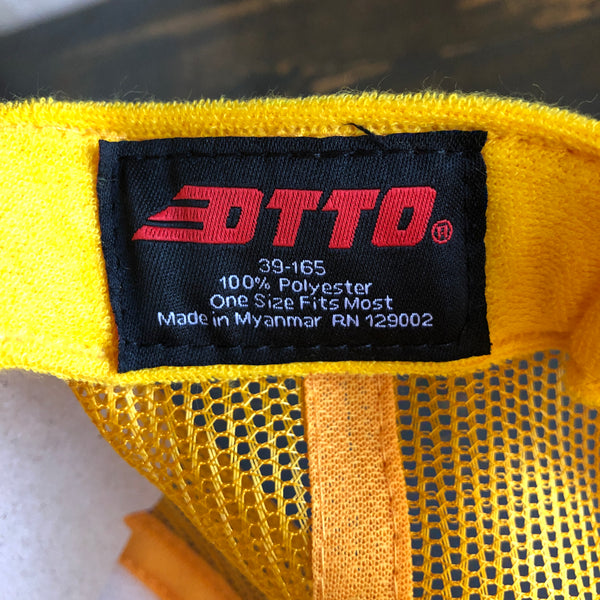 OTTO®
39-165
100% Polyester
One Size Fits Most
Made in Myanmar RN 129002